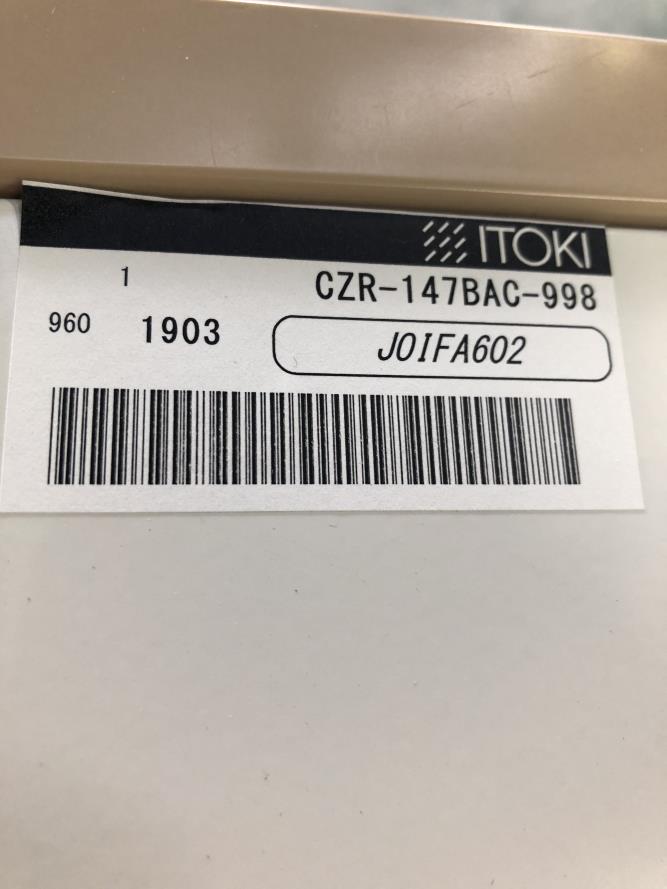 ITOKI
1
CZR-147BAC-998
960 1903
J0IFA602